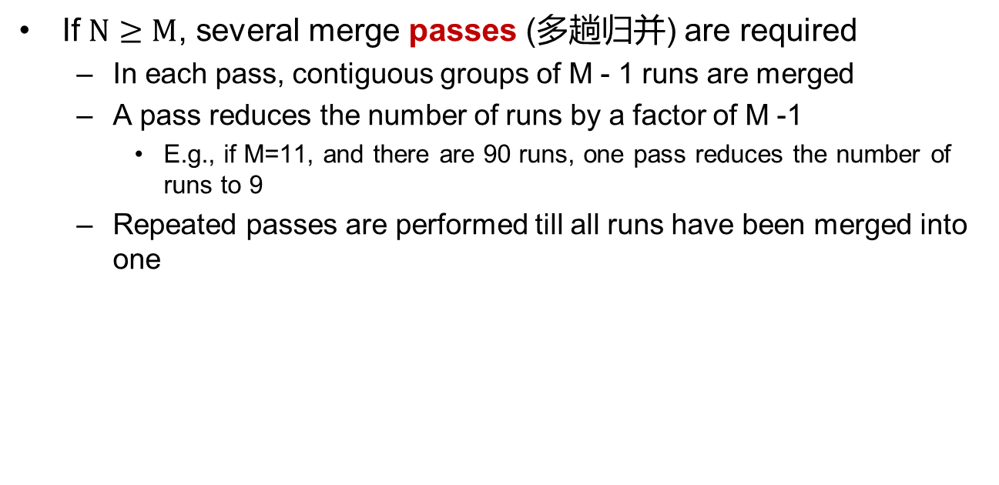 • If N ≥ M, several merge passes (多趟归并) are required
– In each pass, contiguous groups of M - 1 runs are merged
– A pass reduces the number of runs by a factor of M -1
• E.g., if M=11, and there are 90 runs, one pass reduces the number of
runs to 9
– Repeated passes are performed till all runs have been merged into
one